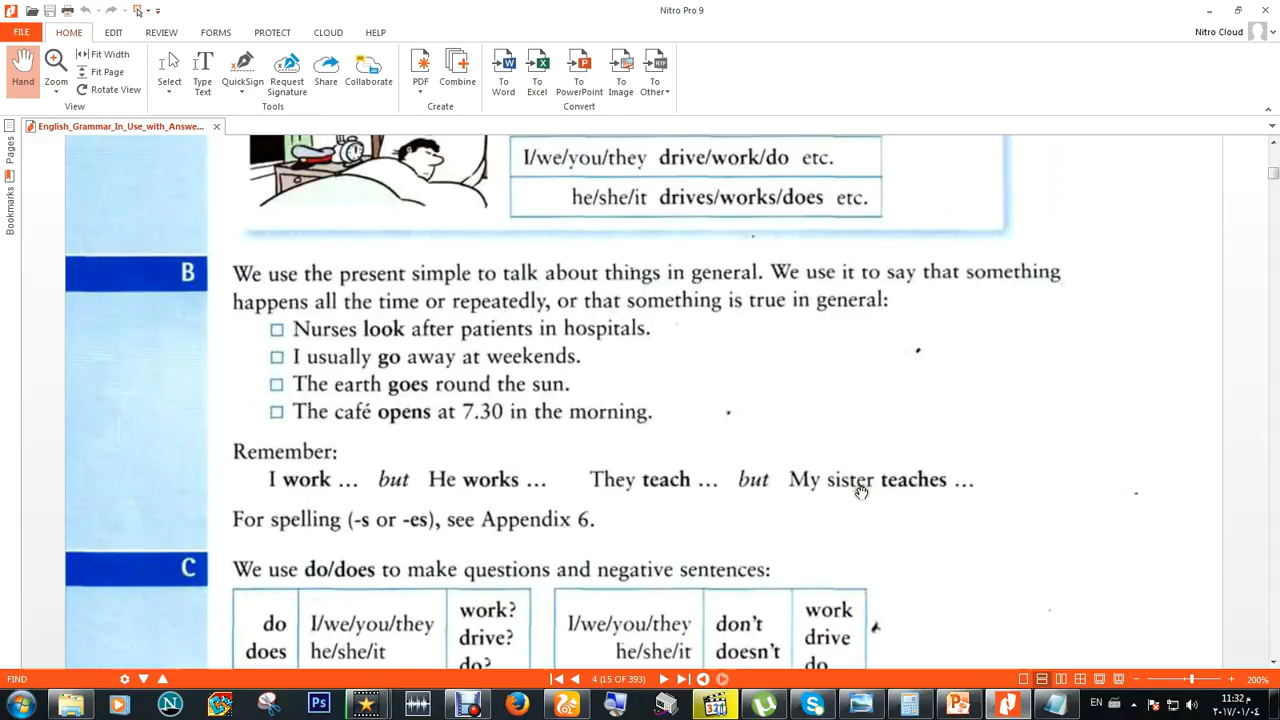 Nitro Pro 9
FILE HOME EDIT REVIEW FORMS PROTECT CLOUD HELP
Nitro Cloud
Hand
Zoom
Fit Width
Fit Page
Rotate View
View
Select
Type Text
QuickSign
Request Signature
Share
Collaborate
Tools
PDF
Combine
Create
To Word
To Excel
To PowerPoint
To Image
To Other
Convert
English_Grammar_In_Use_with_Answe...
Pages
Bookmarks
I/we/you/they drive/work/do etc.
he/she/it drives/works/does etc.
B
We use the present simple to talk about things in general. We use it to say that something
happens all the time or repeatedly, or that something is true in general:
Nurses look after patients in hospitals.
I usually go away at weekends.
The earth goes round the sun.
The café opens at 7.30 in the morning.
Remember:
I work ... but He works ... They teach ... but My sister teaches ...
For spelling (-s or -es), see Appendix 6.
C
We use do/does to make questions and negative sentences:
do I/we/you/they work?
does he/she/it drive?
do?
I/we/you/they don't work
he/she/it doesn't drive
do
FIND
4 (15 OF 393)
200%
Ps
321
EN
11:32 م
٢٠١٧/٠١/٠٤